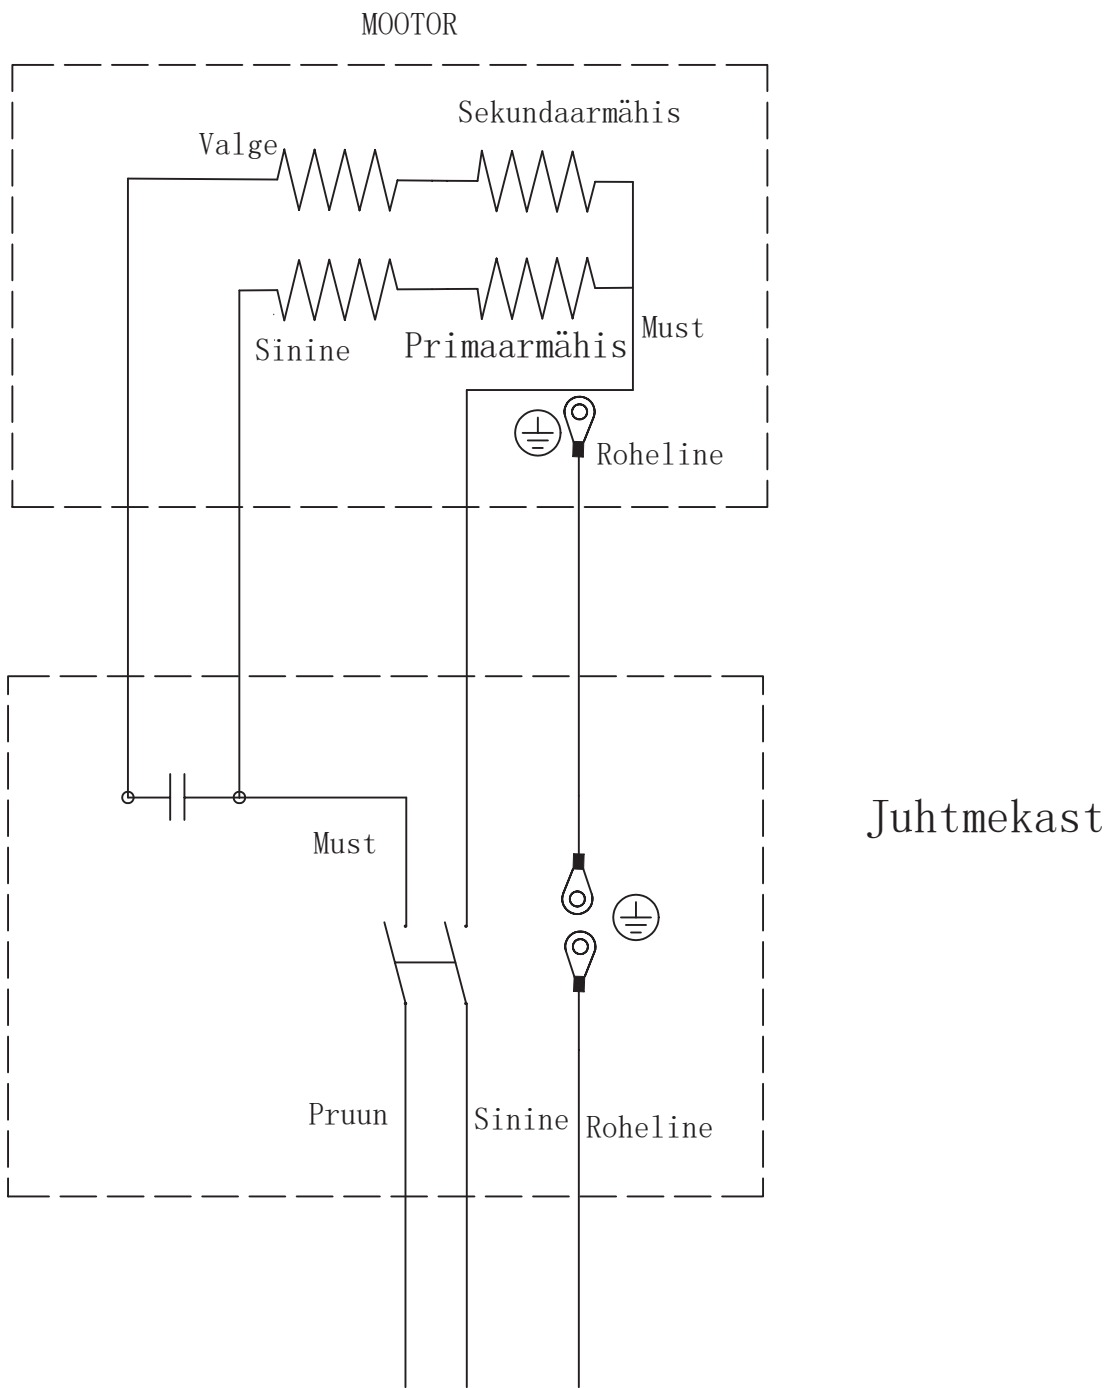 MOOTOR
Sekundaarmähis
Valge
Must
Sinine
Primaarmähis
Roheline
Juhtmekast
Must
Pruun
Sinine
Roheline